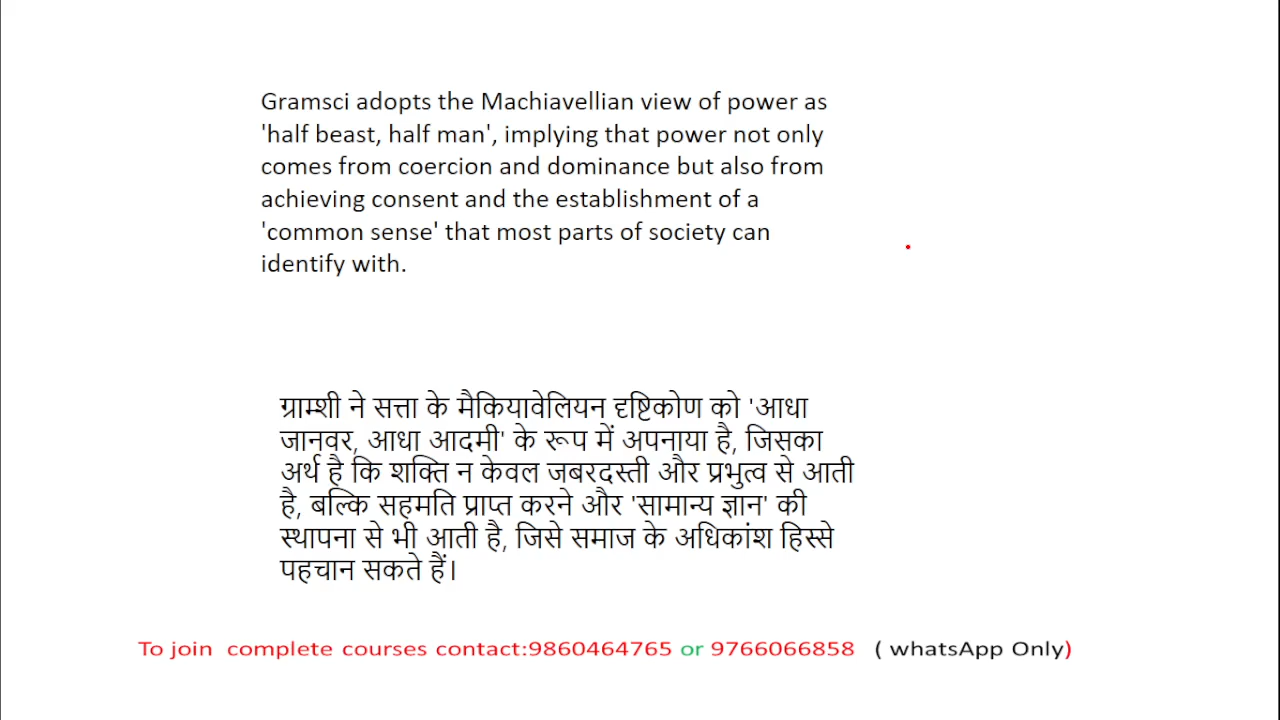 Gramsci adopts the Machiavellian view of power as
'half beast, half man', implying that power not only
comes from coercion and dominance but also from
achieving consent and the establishment of a
'common sense' that most parts of society can
identify with.
ग्राम्शी ने सत्ता के मैकियावेलियन दृष्टिकोण को 'आधा
जानवर, आधा आदमी' के रूप में अपनाया है, जिसका
अर्थ है कि शक्ति न केवल जबरदस्ती और प्रभुत्व से आती
है, बल्कि सहमति प्राप्त करने और 'सामान्य ज्ञान' की
स्थापना से भी आती है, जिसे समाज के अधिकांश हिस्से
पहचान सकते हैं।
To join complete courses contact:9860464765 or 9766066858 ( whatsApp Only)